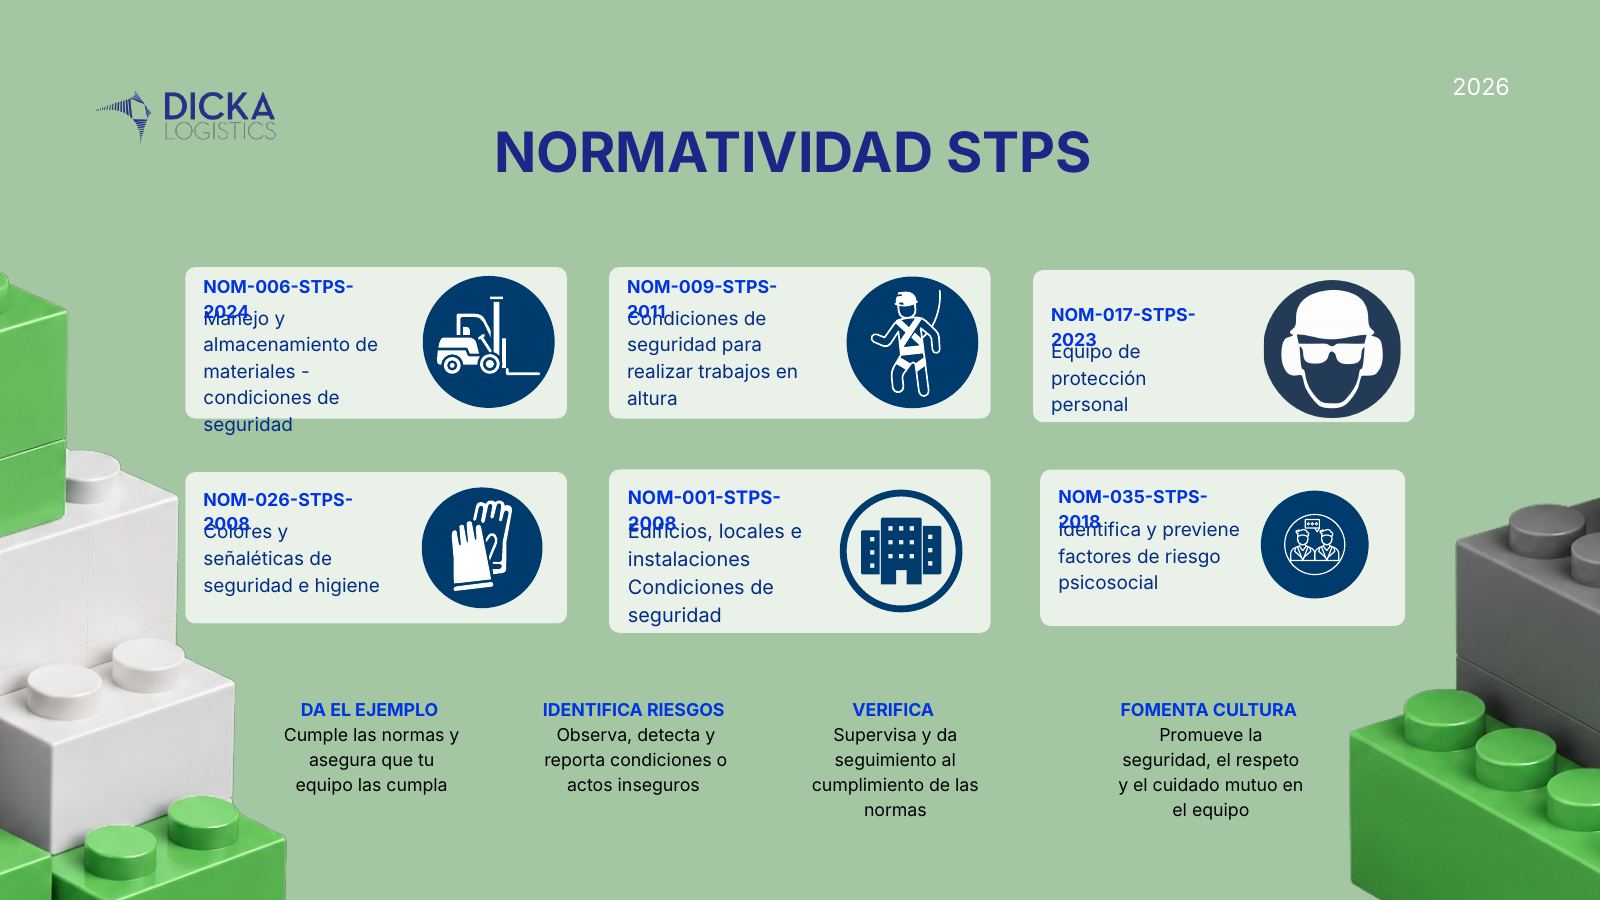 DICKA
LOGISTICS
2026
NORMATIVIDAD STPS
NOM-006-STPS-
2024
Manejo y
almacenamiento de
materiales -
condiciones de
seguridad
NOM-009-STPS-
2011
Condiciones de
seguridad para
realizar trabajos en
altura
NOM-017-STPS-
2023
Equipo de
protección
personal
NOM-026-STPS-
2008
Colores y
señaléticas de
seguridad e higiene
NOM-001-STPS-
2008
Edificios, locales e
instalaciones
Condiciones de
seguridad
NOM-035-STPS-
2018
Identifica y previene
factores de riesgo
psicosocial
DA EL EJEMPLO
Cumple las normas y
asegura que tu
equipo las cumpla
IDENTIFICA RIESGOS
Observa, detecta y
reporta condiciones o
actos inseguros
VERIFICA
Supervisa y da
seguimiento al
cumplimiento de las
normas
FOMENTA CULTURA
Promueve la
seguridad, el respeto
y el cuidado mutuo en
el equipo